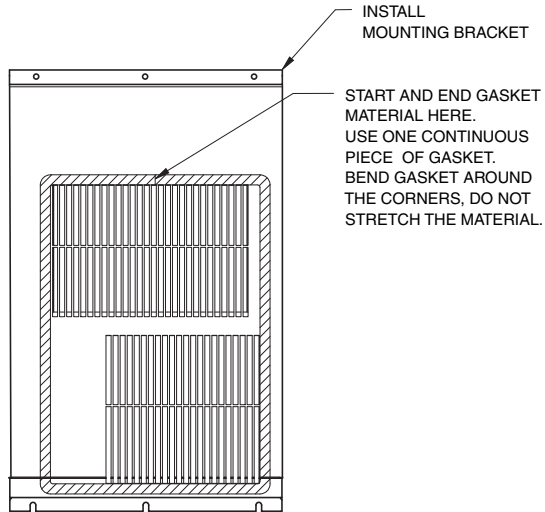 INSTALL
MOUNTING BRACKET
START AND END GASKET
MATERIAL HERE.
USE ONE CONTINUOUS
PIECE OF GASKET.
BEND GASKET AROUND
THE CORNERS, DO NOT
STRETCH THE MATERIAL.